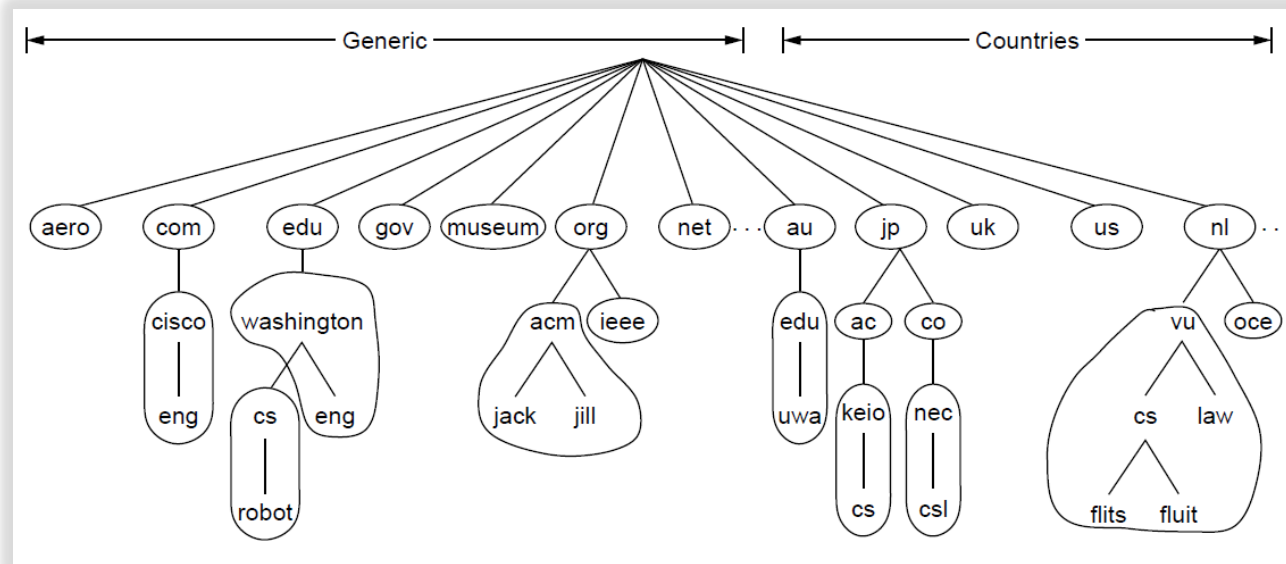 Generic Countries
aero com edu gov museum org net ... au jp uk us nl ...
cisco washington acm ieee edu ac co vu oce
eng cs eng jack jill uwa keio nec cs law
robot cs csl flits fluit